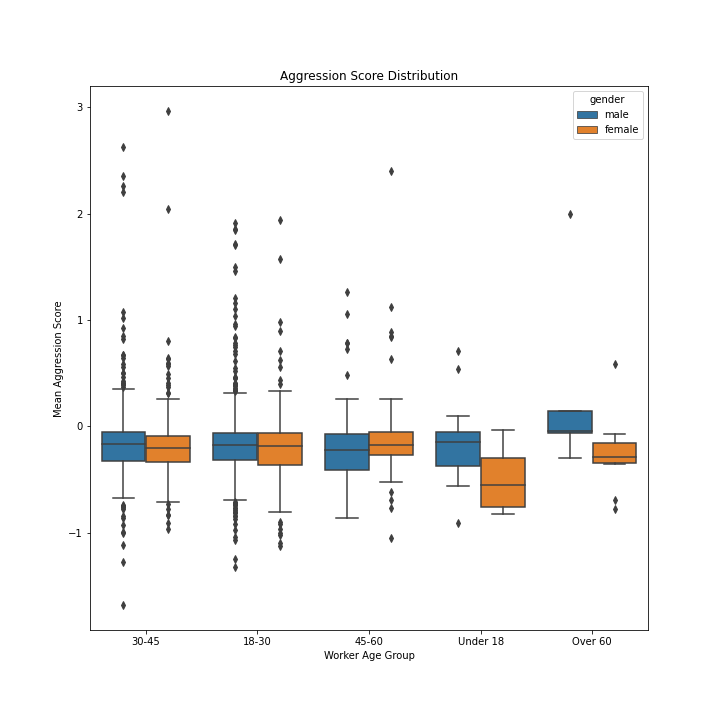 Aggression Score Distribution
gender
male
female
3
2
1
0
−1
Mean Aggression Score
30-45
18-30
45-60
Under 18
Over 60
Worker Age Group